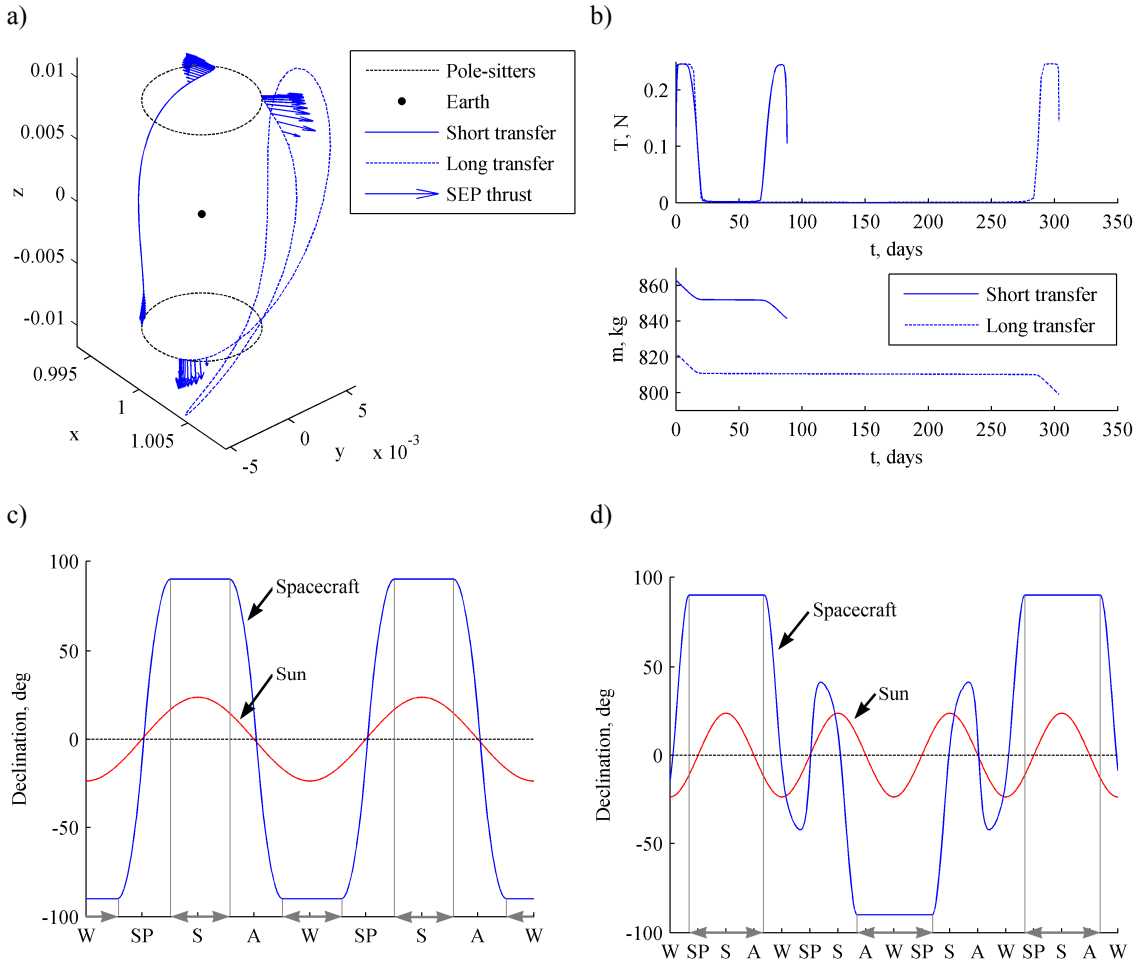 a)
0.01
0.005
0
-0.005
-0.01
z
0.995
1
1.005
x
-5
0
5
y
x 10⁻³
Pole-sitters
Earth
Short transfer
Long transfer
SEP thrust
b)
0.2
0.1
0
T, N
0 50 100 150 200 250 300 350
t, days
860
840
820
800
m, kg
Short transfer
Long transfer
0 50 100 150 200 250 300 350
t, days
c)
100
50
0
-50
-100
Declination, deg
Spacecraft
Sun
W SP S A W SP S A W
d)
100
50
0
-50
-100
Declination, deg
Spacecraft
Sun
W SP S A W SP S A W SP S A W SP S A W